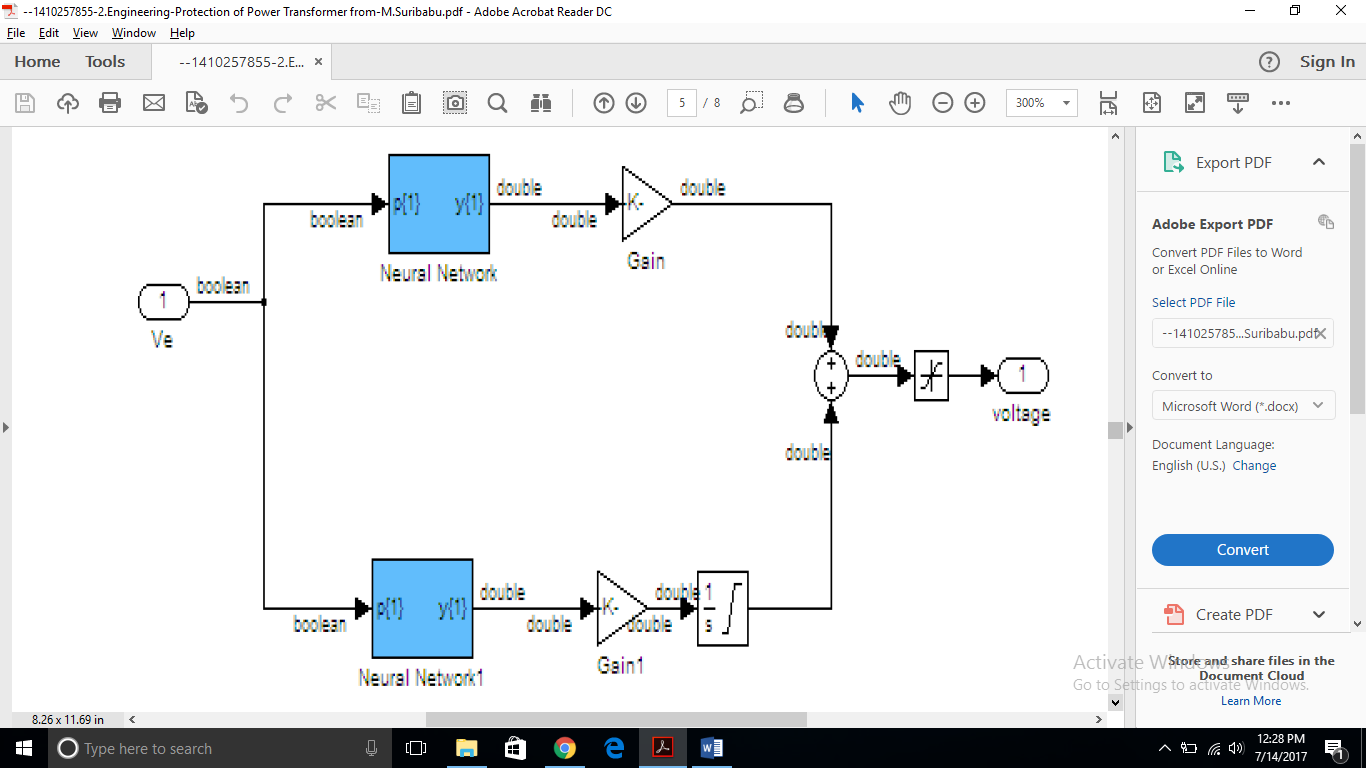 --1410257855-2.Engineering-Protection of Power Transformer from-M.Suribabu.pdf - Adobe Acrobat Reader DC
File Edit View Window Help
Home Tools --1410257855-2.E... × ? Sign In
5 / 8 300%
Export PDF
Adobe Export PDF
Convert PDF Files to Word
or Excel Online
Select PDF File
--141025785...Suribabu.pdf
Convert to
Microsoft Word (*.docx)
Document Language:
English (U.S.) Change
Convert
Create PDF
Store and share files in the
Document Cloud
Learn More
Activate Windows
Go to Settings to activate Windows.
p{1} y{1}
boolean
double
double
Neural Network
K-
Gain
double
boolean
1
Ve
double
+
+
double
1
voltage
double
p{1} y{1}
boolean
double
double
Neural Network1
K-
Gain1
double
double
1
s
8.26 x 11.69 in
Type here to search
12:28 PM
7/14/2017
1